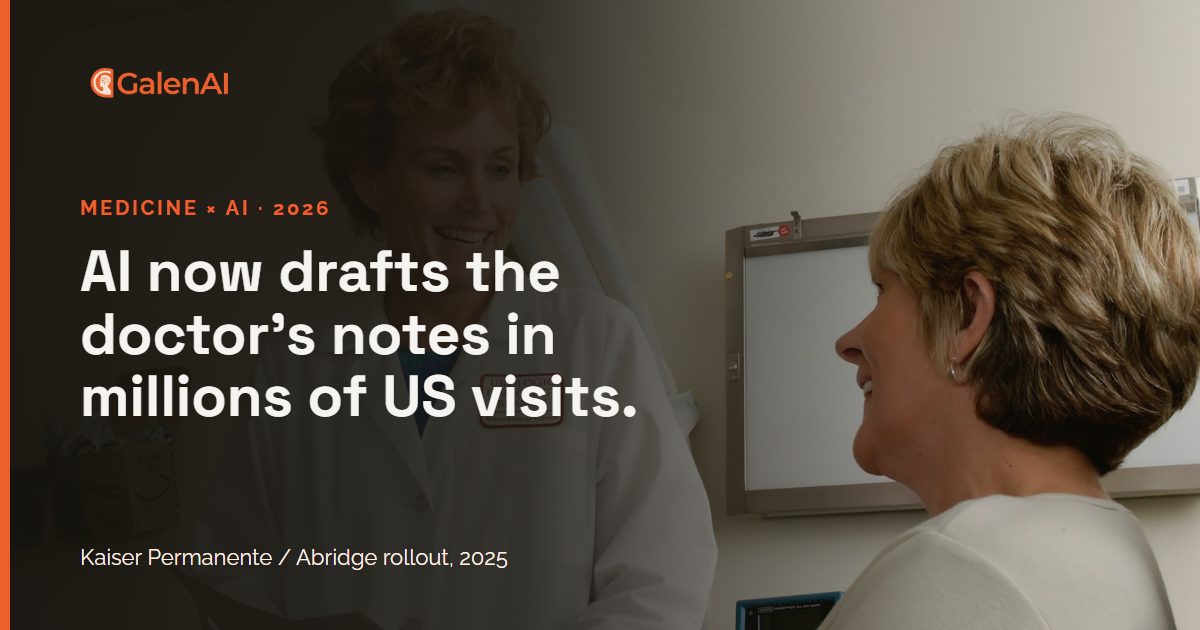 GalenAI
MEDICINE × AI · 2026
AI now drafts the
doctor’s notes in
millions of US visits.
Kaiser Permanente / Abridge rollout, 2025